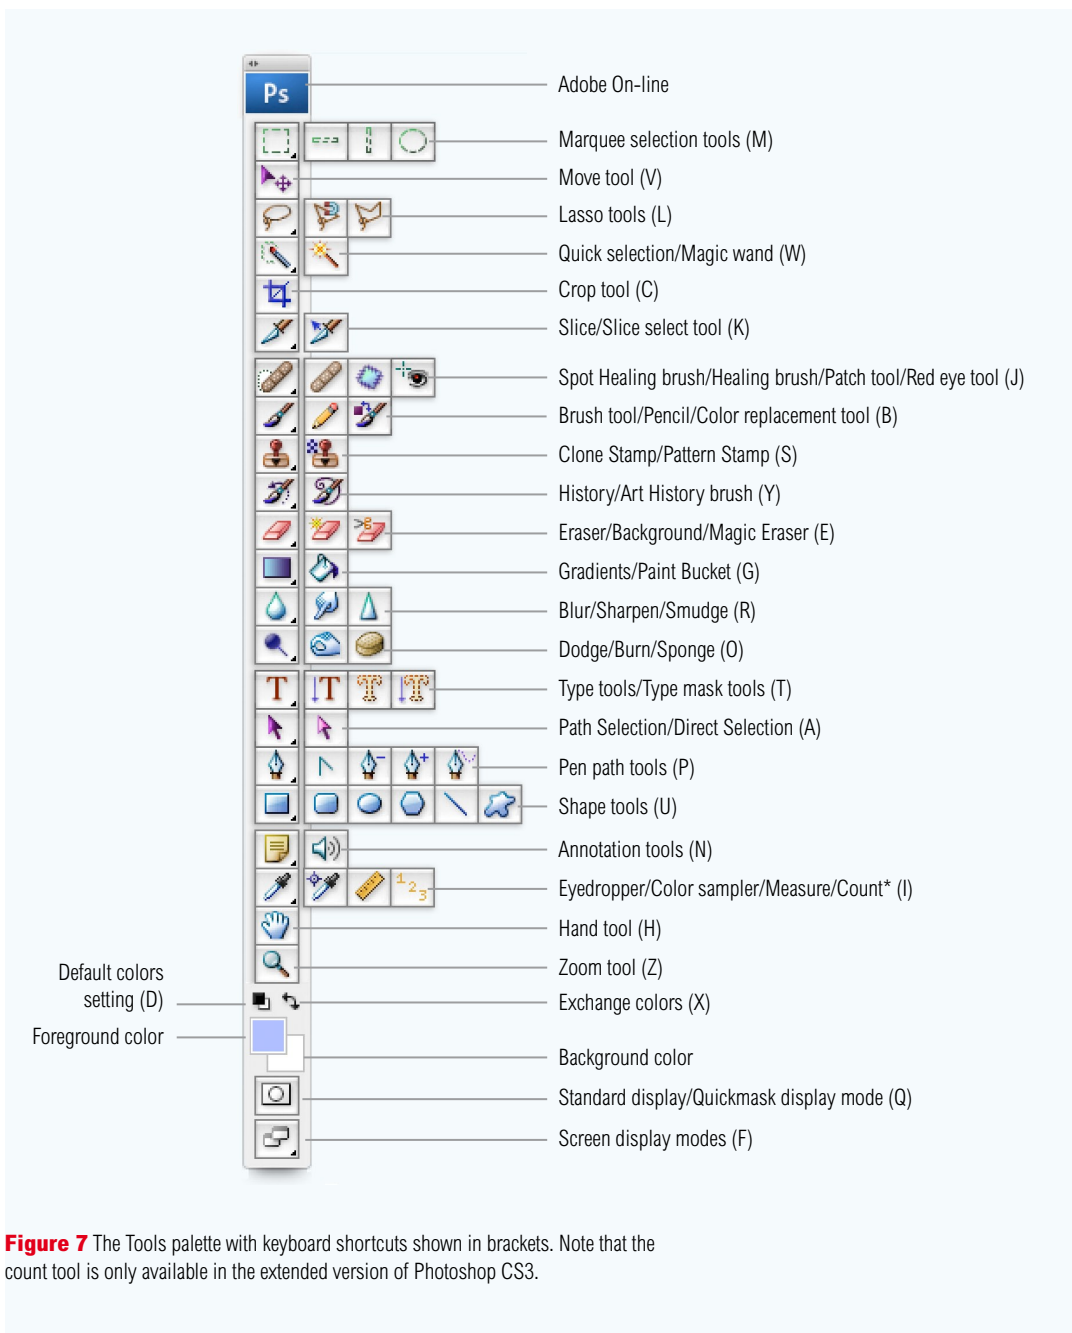 Ps
Adobe On-line
Marquee selection tools (M)
Move tool (V)
Lasso tools (L)
Quick selection/Magic wand (W)
Crop tool (C)
Slice/Slice select tool (K)
Spot Healing brush/Healing brush/Patch tool/Red eye tool (J)
Brush tool/Pencil/Color replacement tool (B)
Clone Stamp/Pattern Stamp (S)
History/Art History brush (Y)
Eraser/Background/Magic Eraser (E)
Gradients/Paint Bucket (G)
Blur/Sharpen/Smudge (R)
Dodge/Burn/Sponge (O)
T T T T
Type tools/Type mask tools (T)
Path Selection/Direct Selection (A)
Pen path tools (P)
Shape tools (U)
Annotation tools (N)
1 2 3
Eyedropper/Color sampler/Measure/Count* (I)
Hand tool (H)
Zoom tool (Z)
Default colors
setting (D)
Exchange colors (X)
Foreground color
Background color
Standard display/Quickmask display mode (Q)
Screen display modes (F)
Figure 7 The Tools palette with keyboard shortcuts shown in brackets. Note that the
count tool is only available in the extended version of Photoshop CS3.